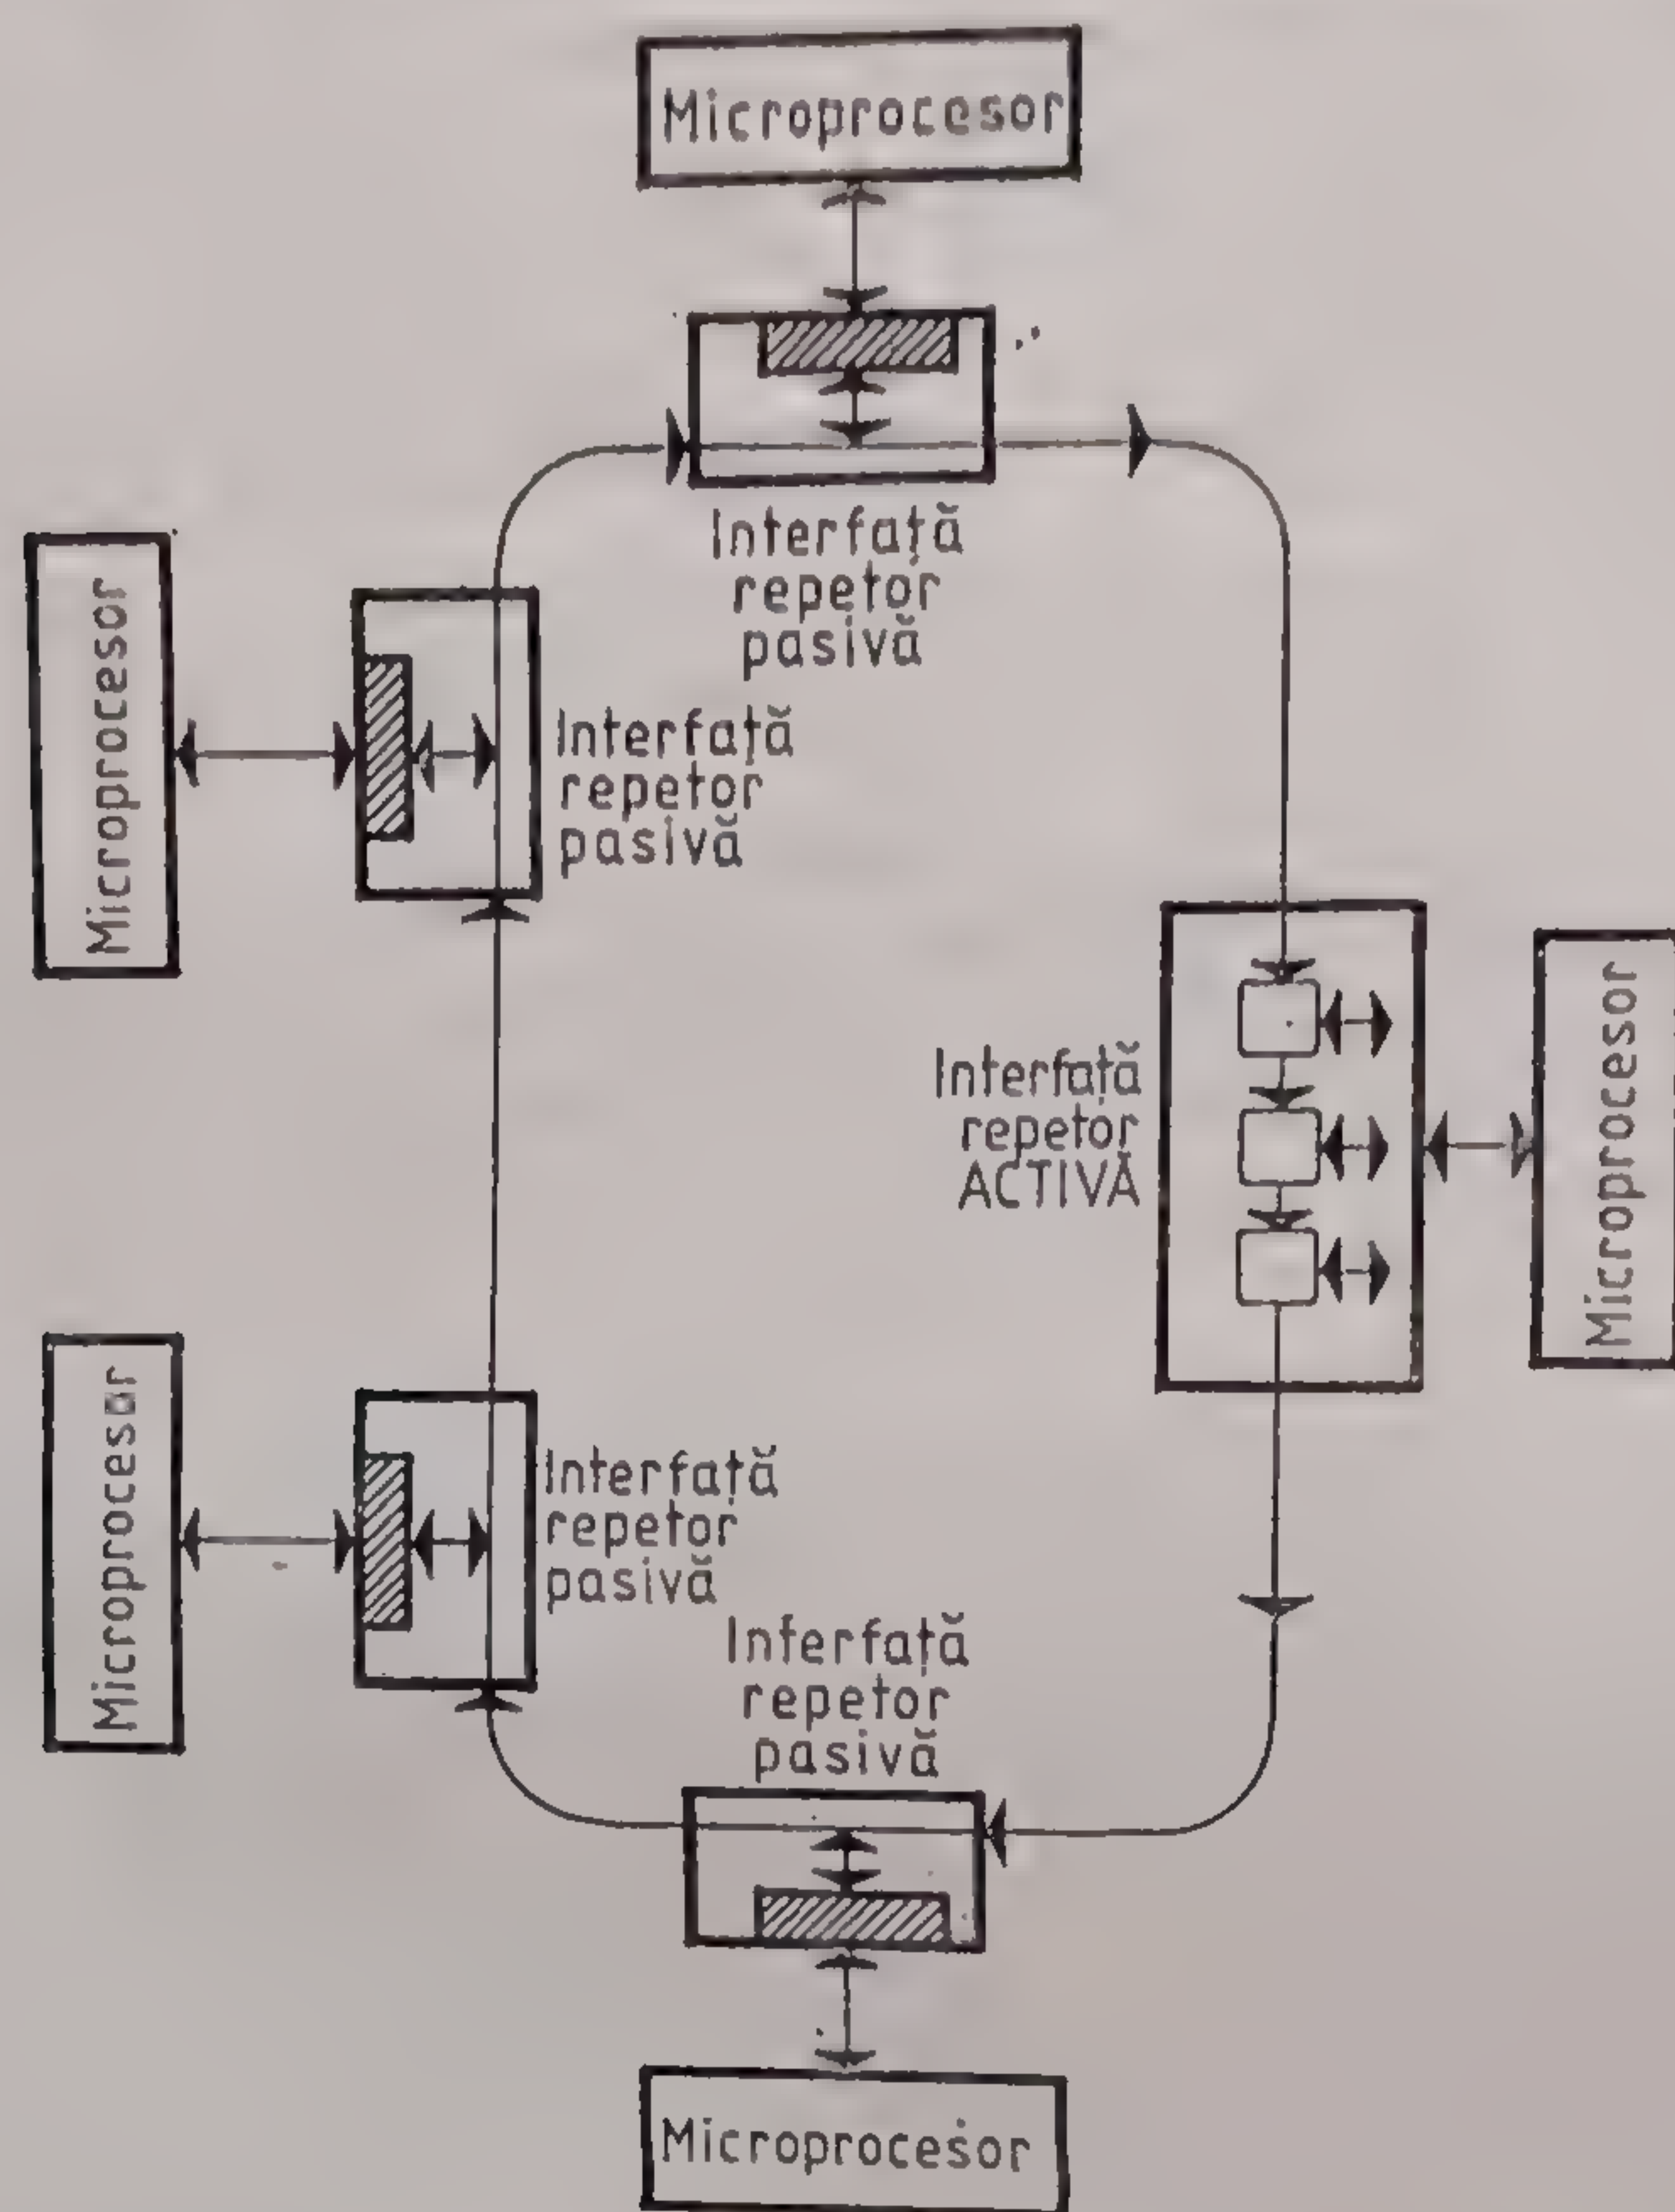 Microprocesor
Interfață
repetor
pasivă
Microprocesor
Interfață
repetor
pasivă
Interfață
repetor
ACTIVĂ
Microprocesor
Microprocesor
Interfață
repetor
pasivă
Interfață
repetor
pasivă
Microprocesor